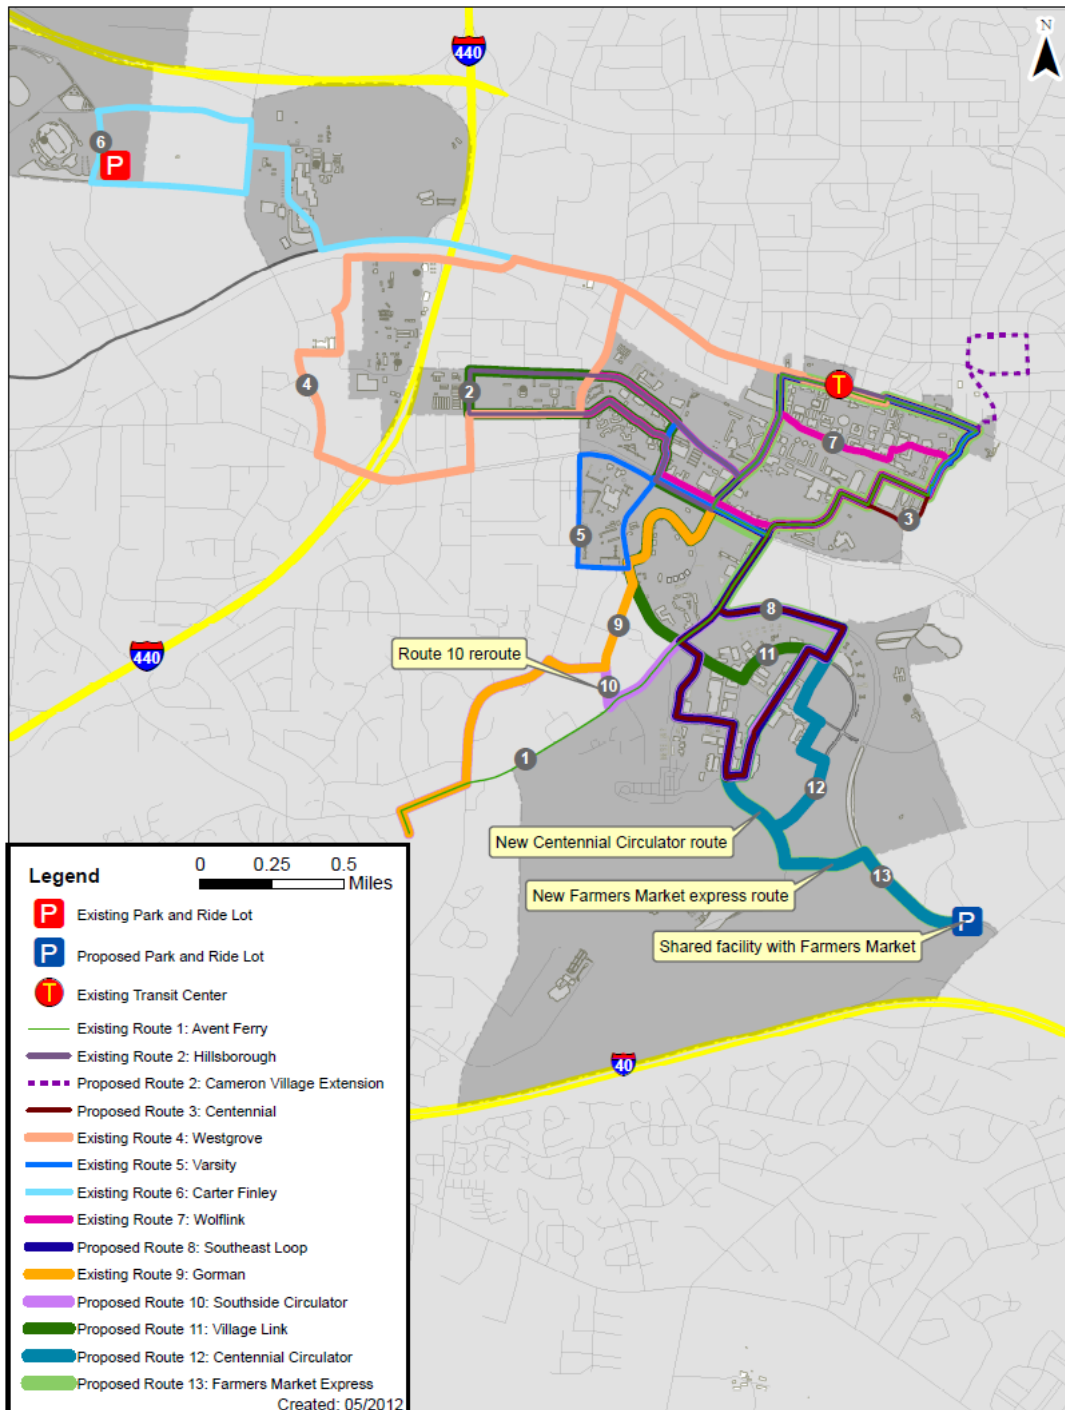 N
440
6
P
T
4
2
7
3
5
9
8
11
Route 10 reroute
440
10
1
12
New Centennial Circulator route
13
New Farmers Market express route
P
Shared facility with Farmers Market
40
Legend
0 0.25 0.5
Miles
P Existing Park and Ride Lot
P Proposed Park and Ride Lot
T Existing Transit Center
Existing Route 1: Avent Ferry
Existing Route 2: Hillsborough
Proposed Route 2: Cameron Village Extension
Proposed Route 3: Centennial
Existing Route 4: Westgrove
Existing Route 5: Varsity
Existing Route 6: Carter Finley
Existing Route 7: Wolflink
Proposed Route 8: Southeast Loop
Existing Route 9: Gorman
Proposed Route 10: Southside Circulator
Proposed Route 11: Village Link
Proposed Route 12: Centennial Circulator
Proposed Route 13: Farmers Market Express
Created: 05/2012